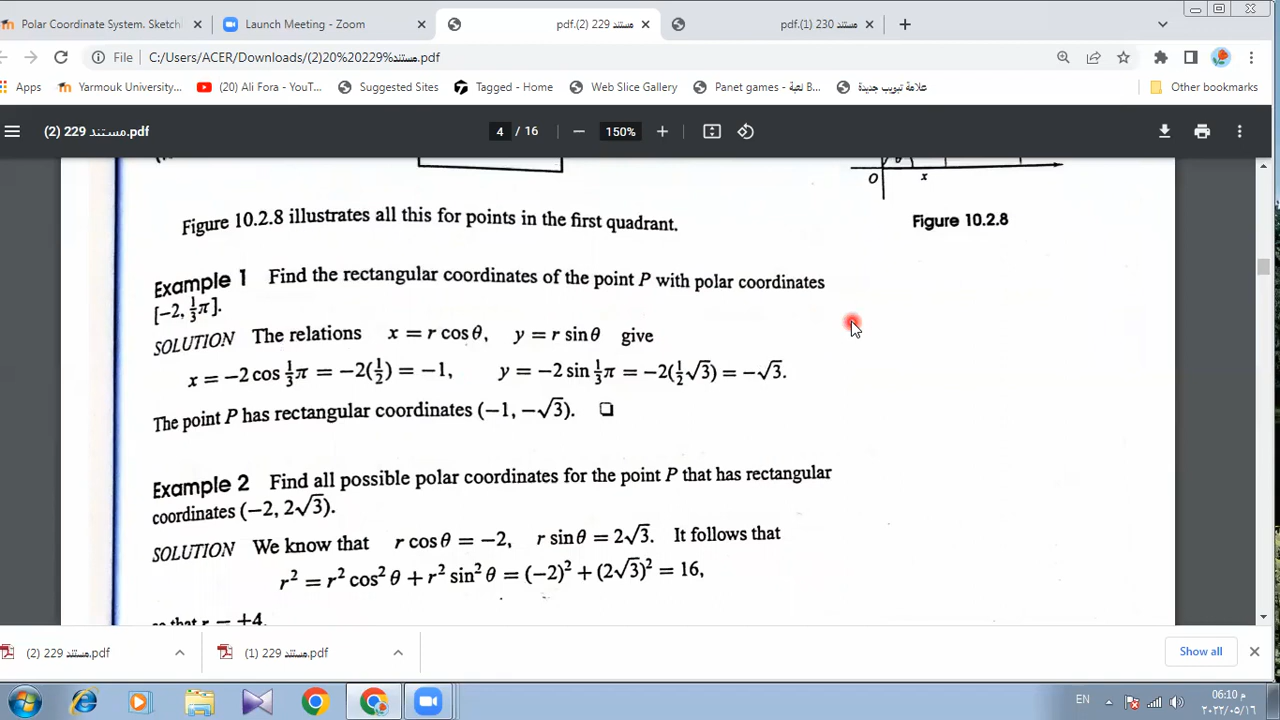 Polar Coordinate System. Sketch
Launch Meeting - Zoom
مستند 229 (2).pdf
مستند 230 (1).pdf
File
C:/Users/ACER/Downloads/(2)20%20229%مستند.pdf
Apps
Yarmouk University...
(20) Ali Fora - YouT...
Suggested Sites
Tagged - Home
Web Slice Gallery
Panet games - لعبة B...
علامة تبويب جديدة
Other bookmarks
مستند 229 (2).pdf
4 / 16
150%
O
θ
x
Figure 10.2.8 illustrates all this for points in the first quadrant.
Figure 10.2.8
Example 1 Find the rectangular coordinates of the point P with polar coordinates
[−2, ⅓π].
SOLUTION The relations x = r cos θ, y = r sin θ give
x = −2 cos ⅓π = −2(½) = −1, y = −2 sin ⅓π = −2(½√3) = −√3.
The point P has rectangular coordinates (−1, −√3). ❑
Example 2 Find all possible polar coordinates for the point P that has rectangular
coordinates (−2, 2√3).
SOLUTION We know that r cos θ = −2, r sin θ = 2√3. It follows that
r² = r² cos² θ + r² sin² θ = (−2)² + (2√3)² = 16,
مستند 229 (2).pdf
مستند 229 (1).pdf
Show all
EN
06:10 م
٢٠٢٢/٠٥/١٦